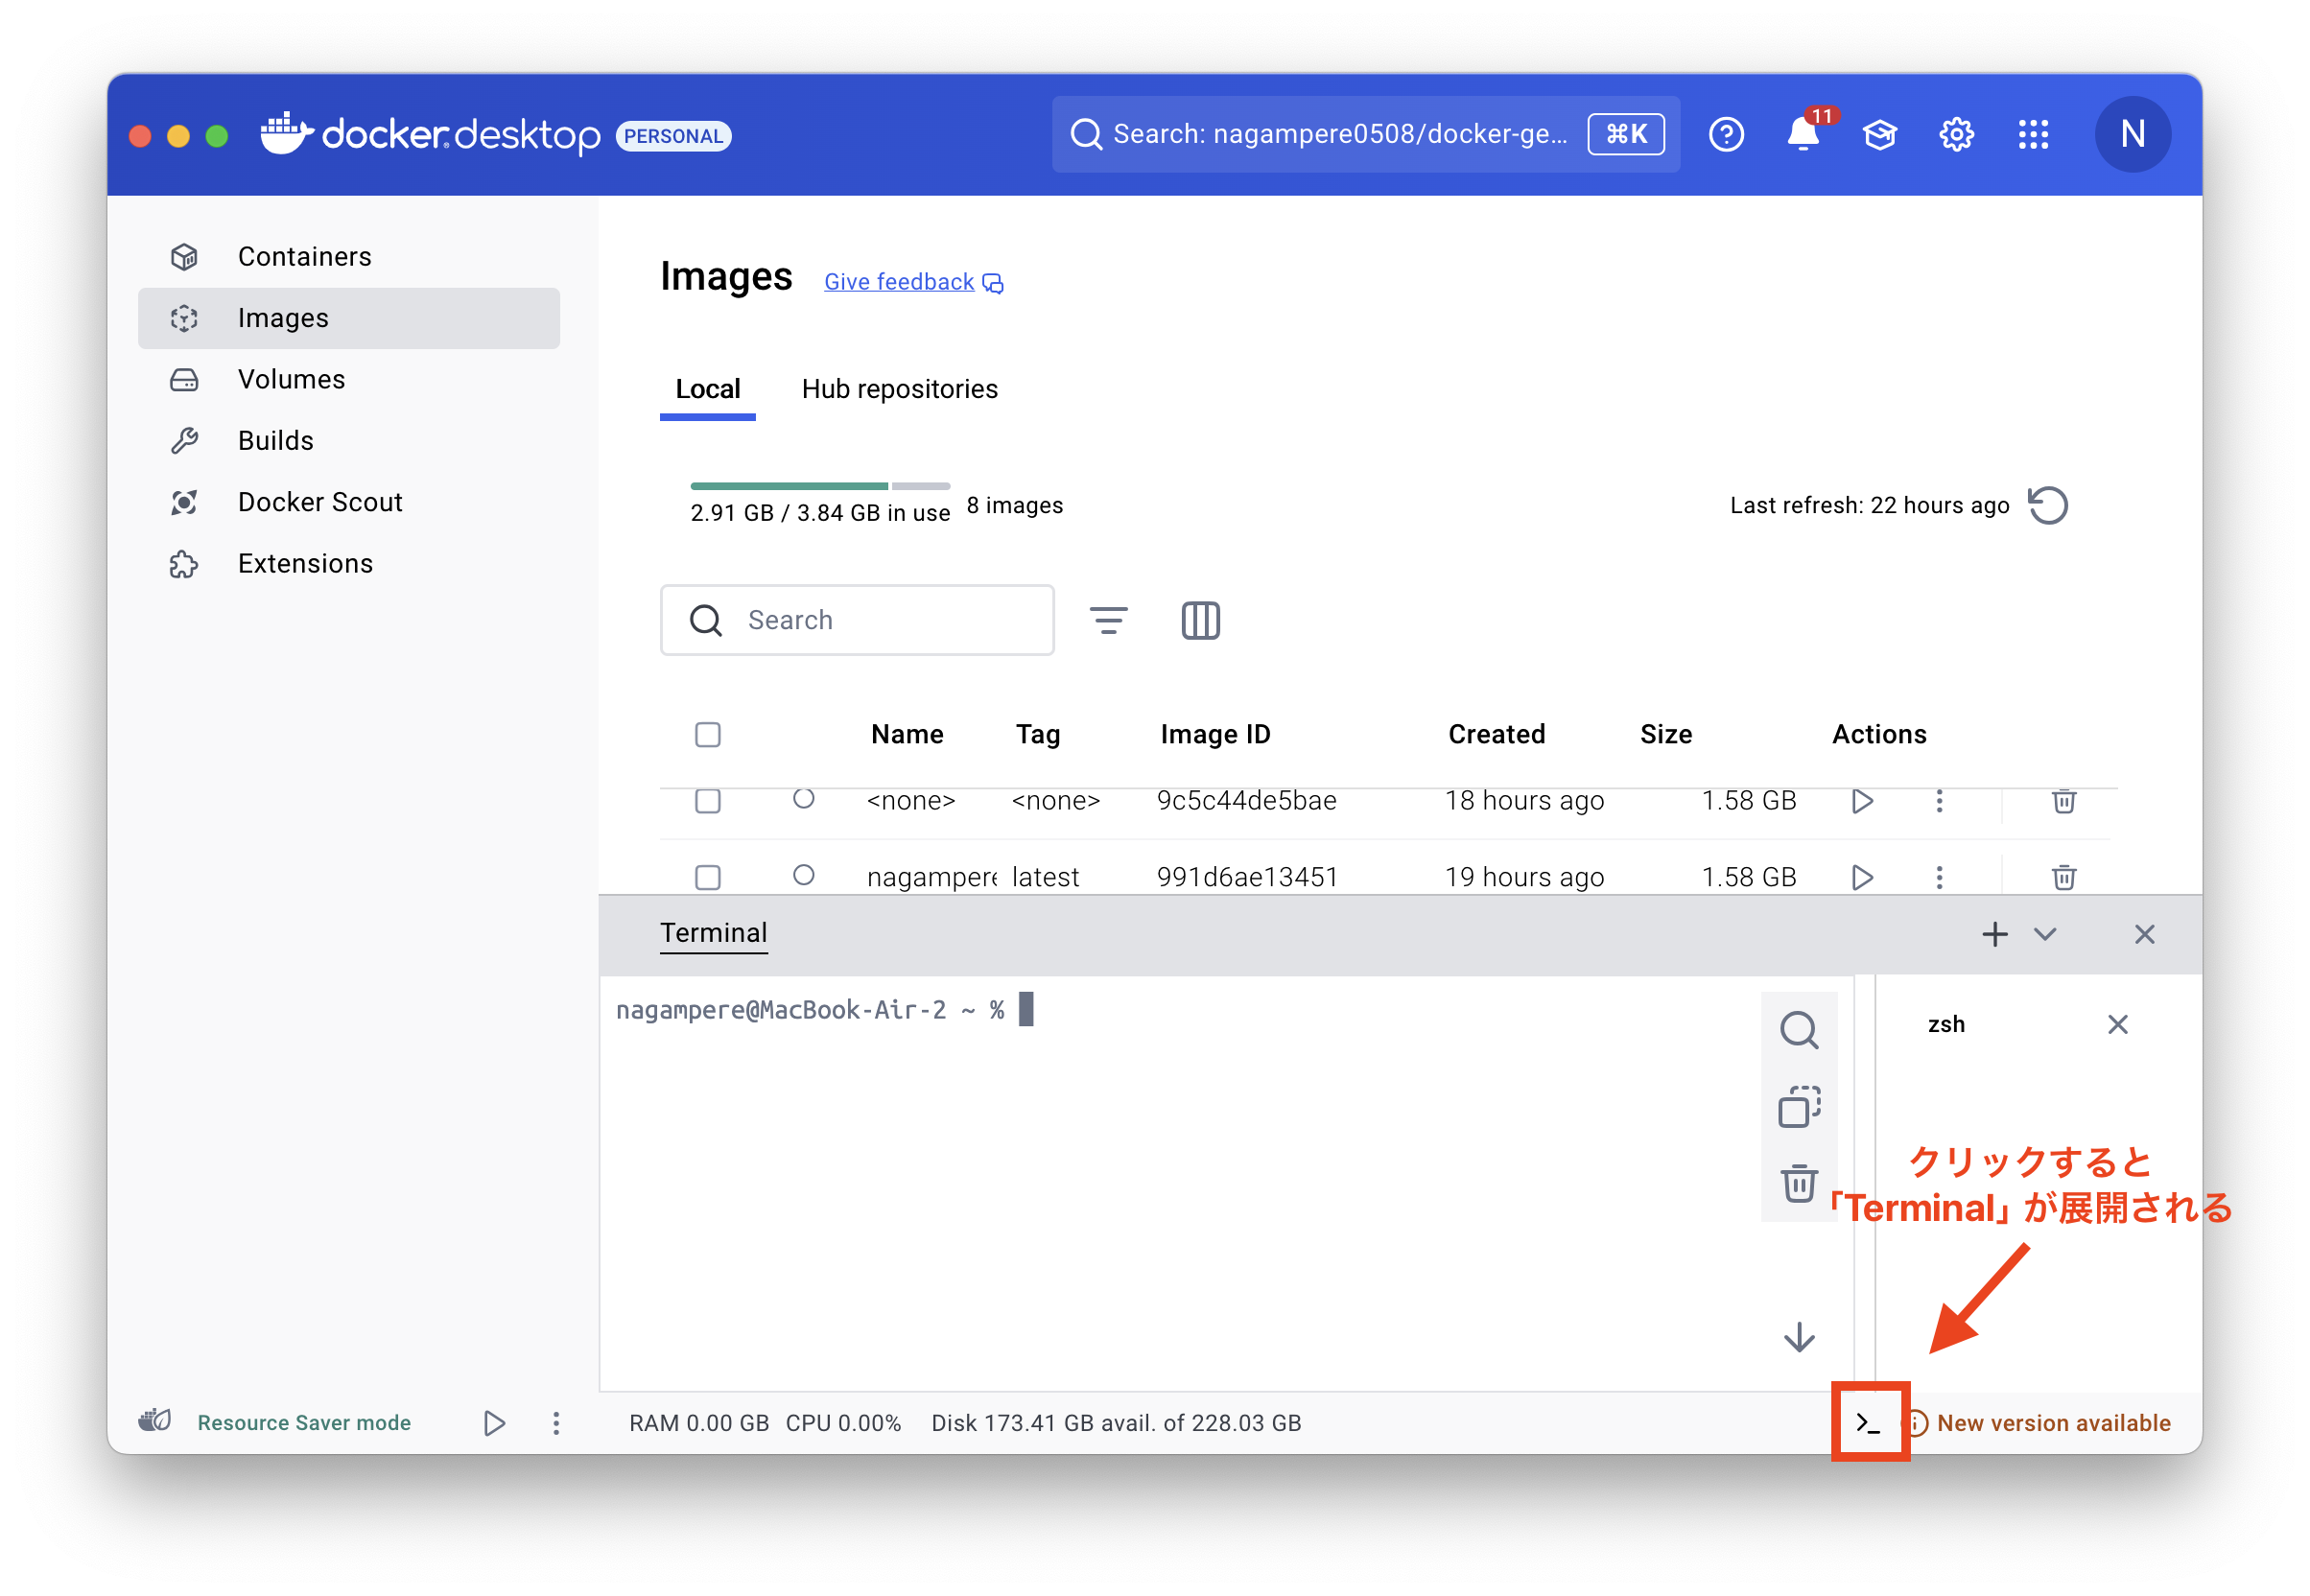 docker desktop PERSONAL
Search: nagampere0508/docker-ge... ⌘K
11
N
Containers
Images
Volumes
Builds
Docker Scout
Extensions
Images Give feedback
Local Hub repositories
2.91 GB / 3.84 GB in use 8 images
Last refresh: 22 hours ago
Search
Name Tag Image ID Created Size Actions
<none> <none> 9c5c44de5bae 18 hours ago 1.58 GB
nagampere latest 991d6ae13451 19 hours ago 1.58 GB
Terminal
nagampere@MacBook-Air-2 ~ %
zsh
クリックすると
「Terminal」が展開される
Resource Saver mode
RAM 0.00 GB CPU 0.00% Disk 173.41 GB avail. of 228.03 GB
>_
New version available